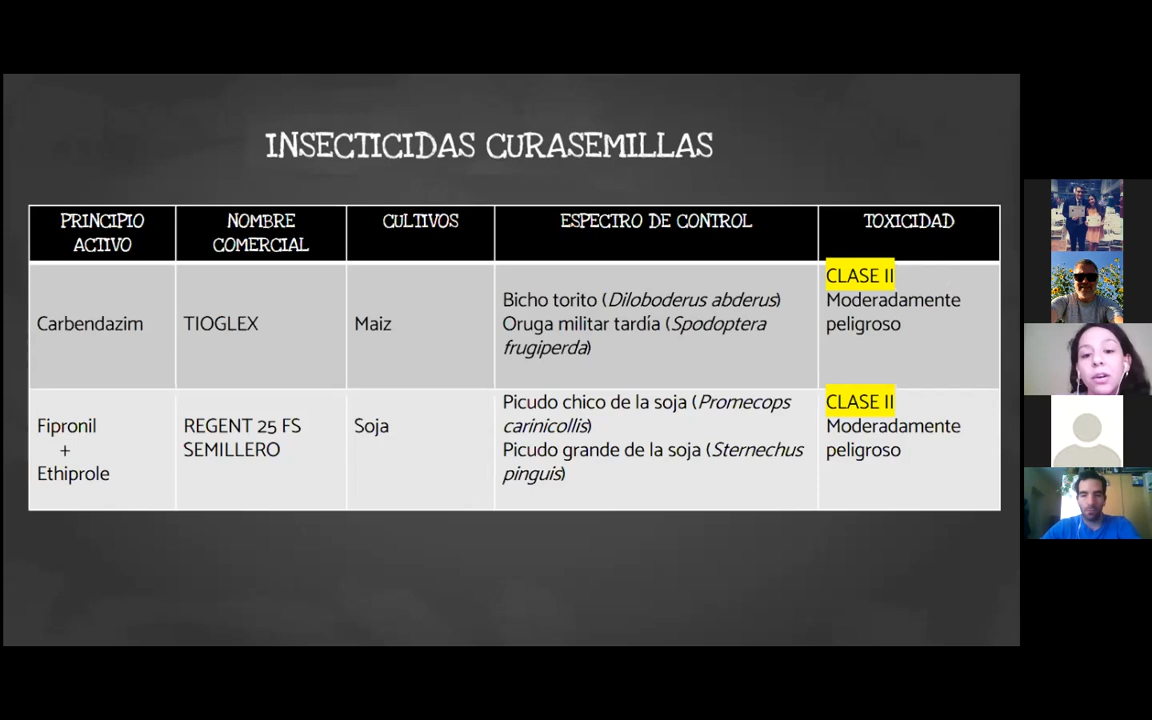 INSECTICIDAS CURASEMILLAS
PRINCIPIO
ACTIVO
NOMBRE
COMERCIAL
CULTIVOS
ESPECTRO DE CONTROL
TOXICIDAD
Carbendazim
TIOGLEX
Maiz
Bicho torito (Diloboderus abderus)
Oruga militar tardía (Spodoptera
frugiperda)
CLASE II
Moderadamente
peligroso
Fipronil
+
Ethiprole
REGENT 25 FS
SEMILLERO
Soja
Picudo chico de la soja (Promecops
carinicollis)
Picudo grande de la soja (Sternechus
pinguis)
CLASE II
Moderadamente
peligroso